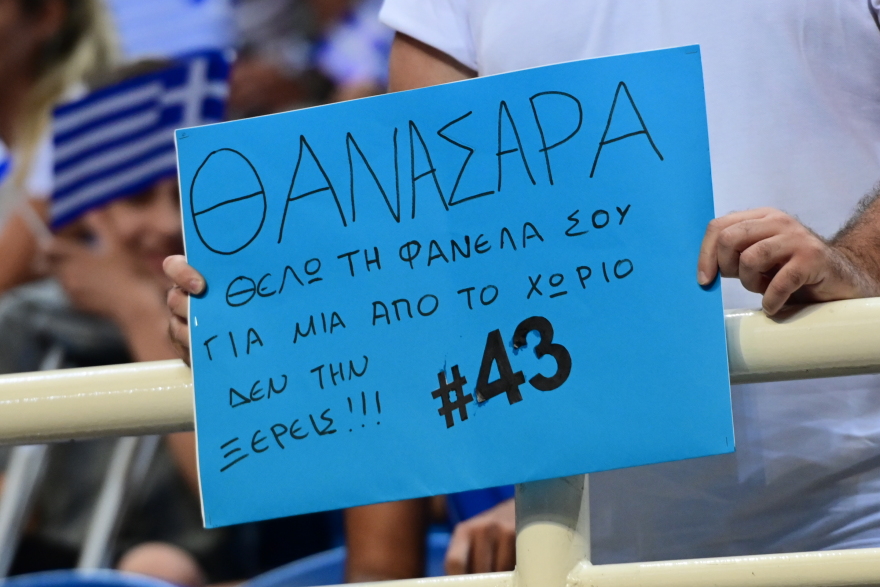 ΘΑΝΑΣΑΡΑ
ΘΕΛΩ ΤΗ ΦΑΝΕΛΑ ΣΟΥ
ΓΙΑ ΜΙΑ ΑΠΟ ΤΟ ΧΩΡΙΟ
ΔΕΝ ΤΗΝ
ΞΕΡΕΙΣ!!!
#43